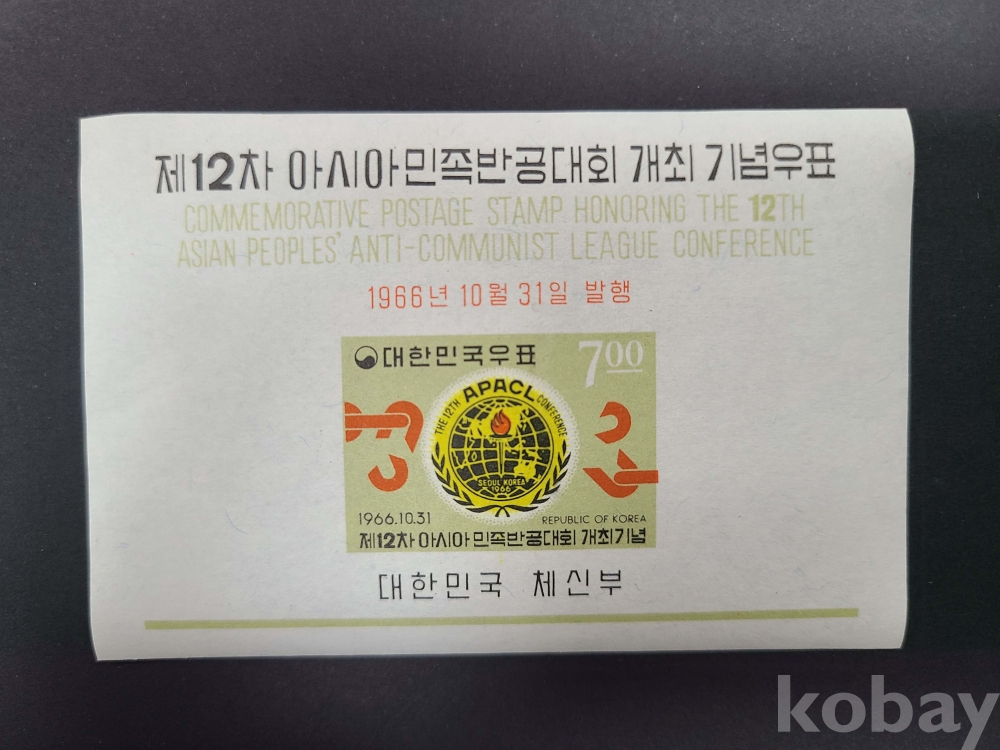 제12차 아시아민족반공대회 개최 기념우표
COMMEMORATIVE POSTAGE STAMP HONORING THE 12TH
ASIAN PEOPLES' ANTI-COMMUNIST LEAGUE CONFERENCE
1966년 10월 31일 발행
대한민국우표 7.00
THE 12TH APACL CONFERENCE
SEOUL KOREA
1966
1966.10.31 REPUBLIC OF KOREA
제12차 아시아 민족반공대회 개최기념
대한민국 체신부
kobay